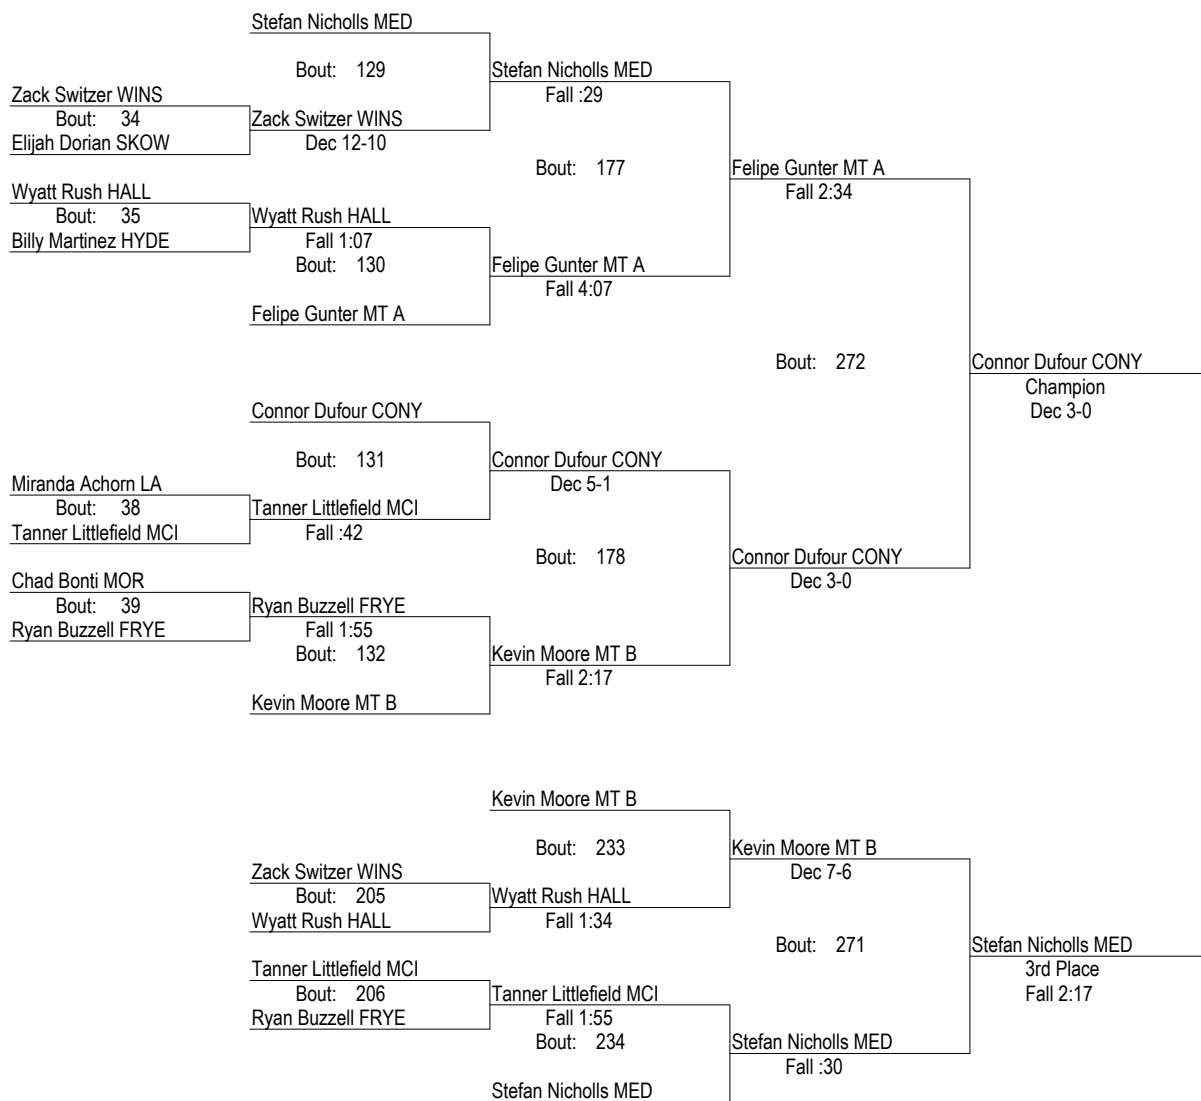 Stefan Nicholls MED
Bout: 129
Stefan Nicholls MED
Zack Switzer WINS
Fall :29
Bout: 34
Zack Switzer WINS
Elijah Dorian SKOW
Dec 12-10
Bout: 177
Felipe Gunter MT A
Wyatt Rush HALL
Fall 2:34
Bout: 35
Wyatt Rush HALL
Billy Martinez HYDE
Fall 1:07
Bout: 130
Felipe Gunter MT A
Fall 4:07
Felipe Gunter MT A
Bout: 272
Connor Dufour CONY
Champion
Connor Dufour CONY
Dec 3-0
Bout: 131
Connor Dufour CONY
Miranda Achorn LA
Dec 5-1
Bout: 38
Tanner Littlefield MCI
Tanner Littlefield MCI
Fall :42
Bout: 178
Connor Dufour CONY
Chad Bonti MOR
Dec 3-0
Bout: 39
Ryan Buzzell FRYE
Ryan Buzzell FRYE
Fall 1:55
Bout: 132
Kevin Moore MT B
Fall 2:17
Kevin Moore MT B
Kevin Moore MT B
Bout: 233
Kevin Moore MT B
Zack Switzer WINS
Dec 7-6
Bout: 205
Wyatt Rush HALL
Wyatt Rush HALL
Fall 1:34
Bout: 271
Stefan Nicholls MED
Tanner Littlefield MCI
3rd Place
Bout: 206
Tanner Littlefield MCI
Fall 2:17
Ryan Buzzell FRYE
Fall 1:55
Bout: 234
Stefan Nicholls MED
Fall :30
Stefan Nicholls MED